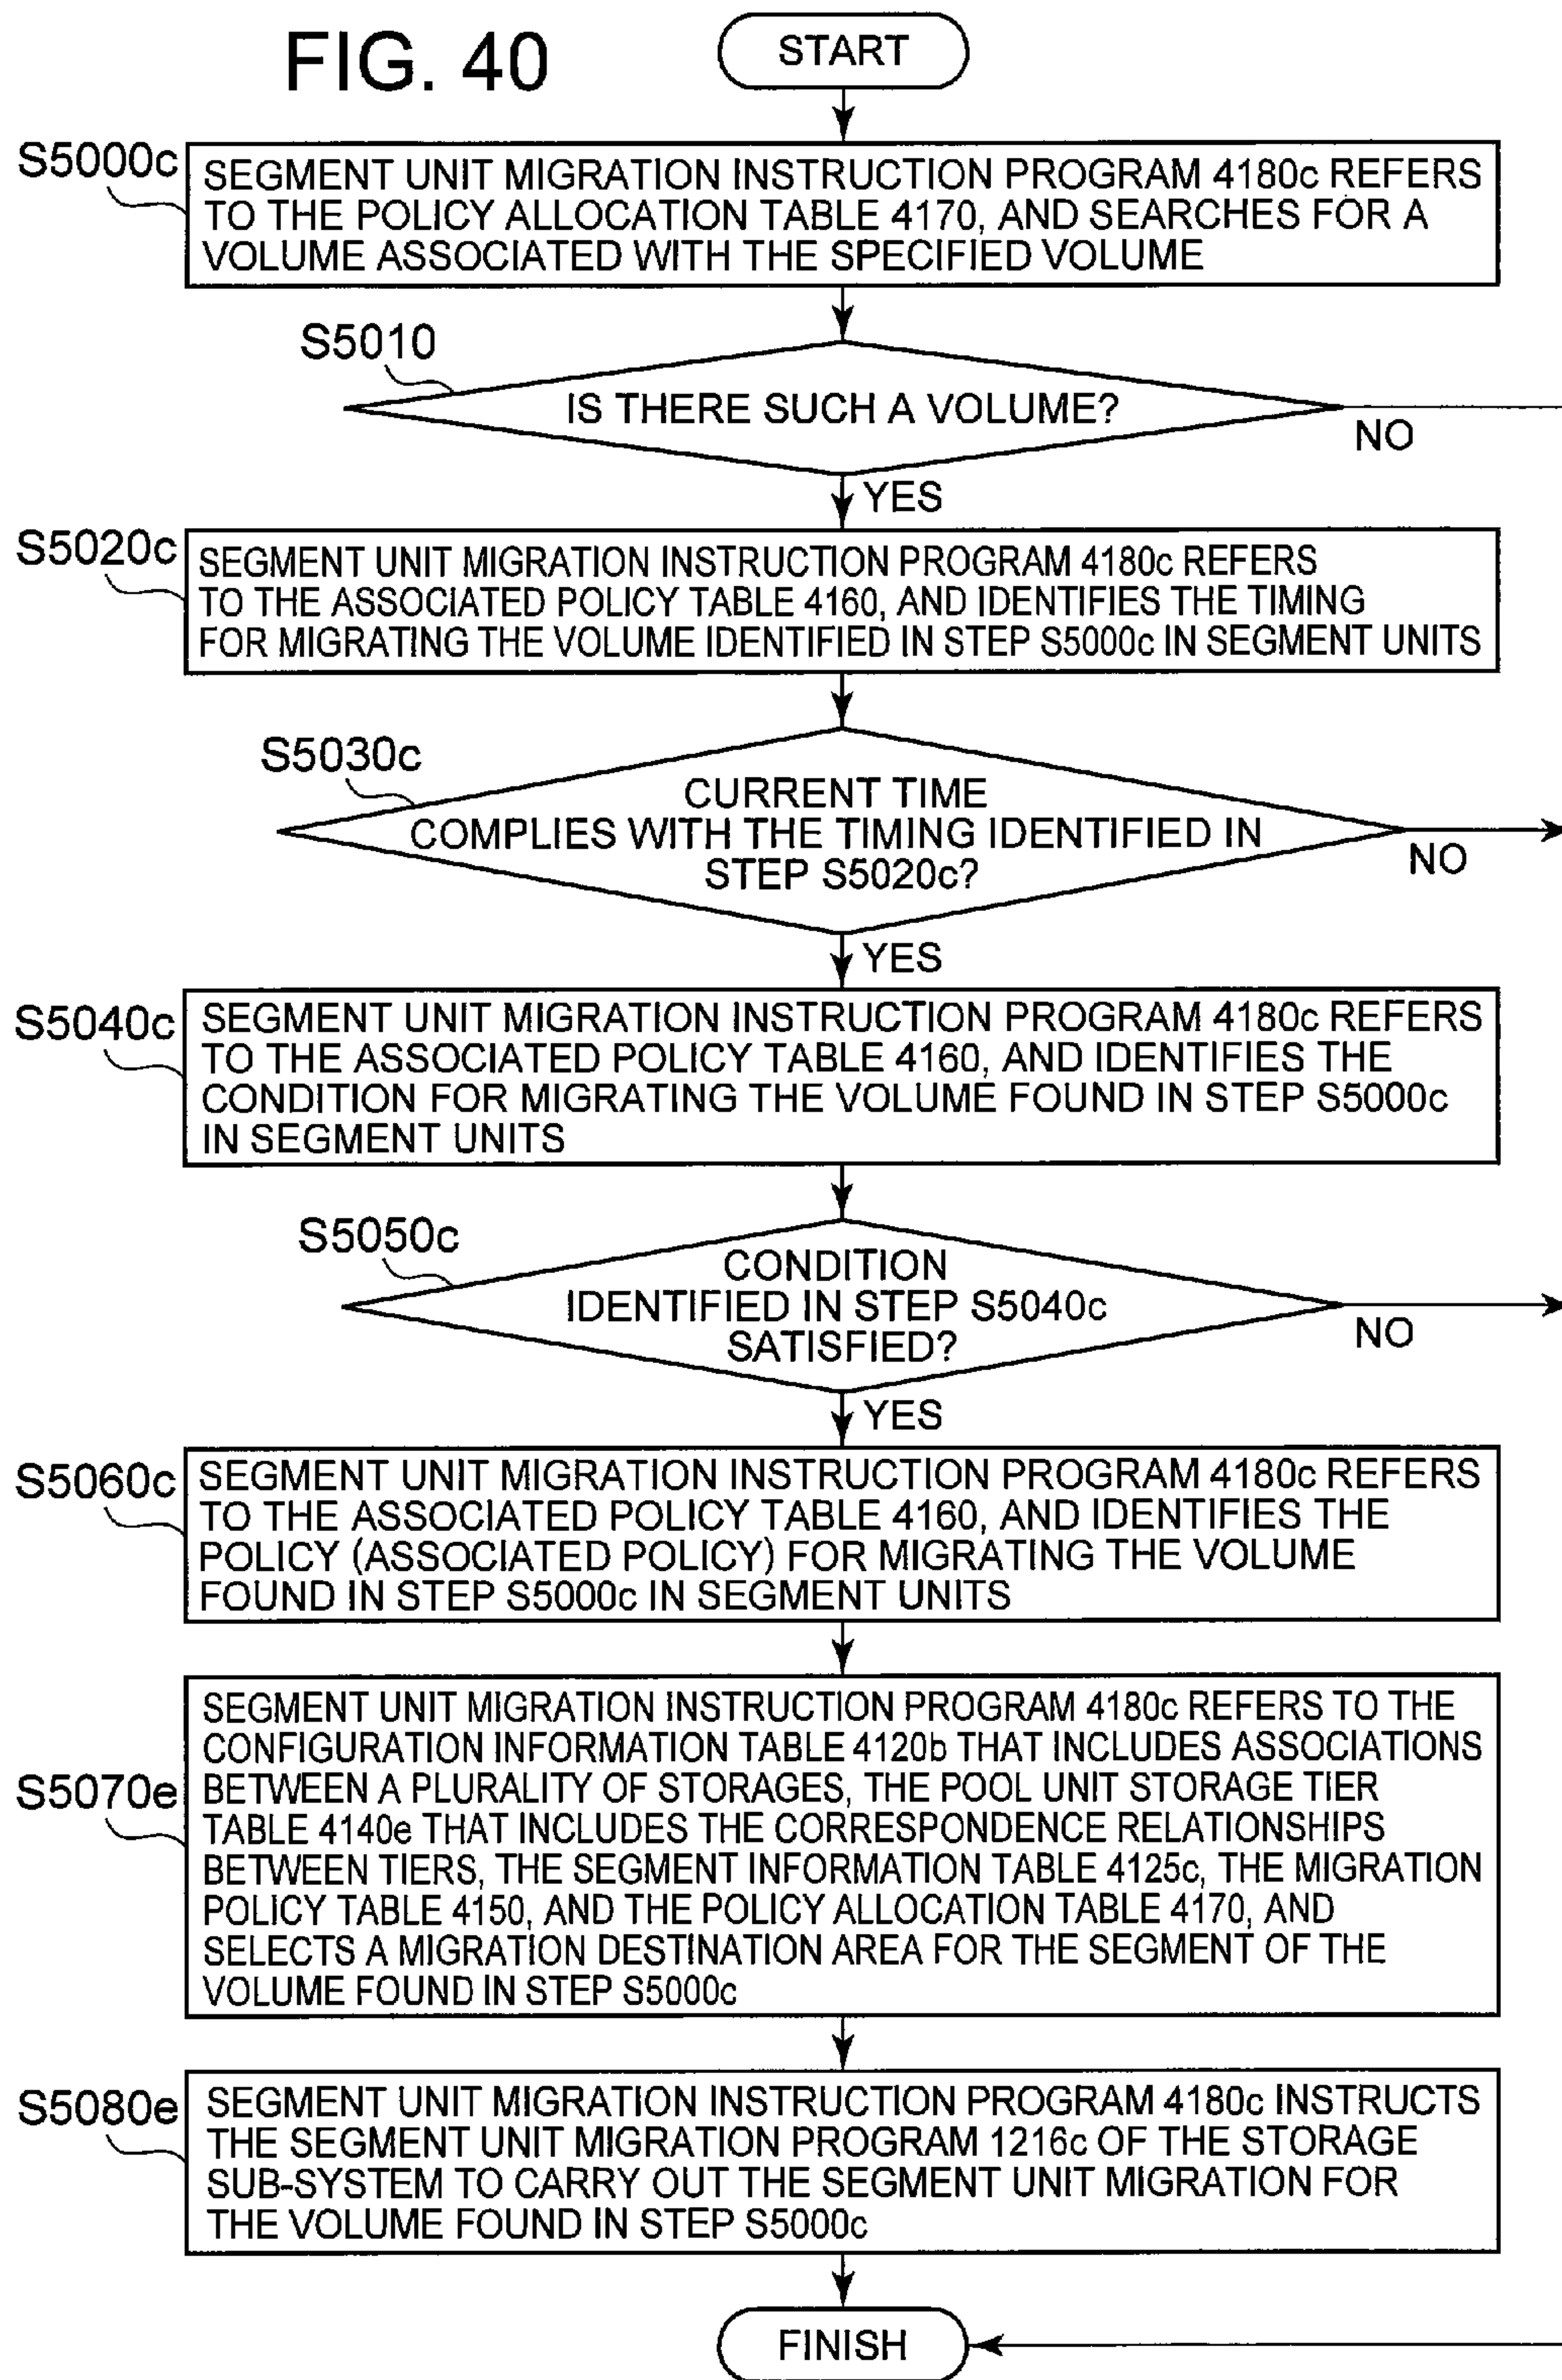 FIG. 40
START
S5000c
SEGMENT UNIT MIGRATION INSTRUCTION PROGRAM 4180c REFERS
TO THE POLICY ALLOCATION TABLE 4170, AND SEARCHES FOR A
VOLUME ASSOCIATED WITH THE SPECIFIED VOLUME
S5010
IS THERE SUCH A VOLUME?
NO
YES
S5020c
SEGMENT UNIT MIGRATION INSTRUCTION PROGRAM 4180c REFERS
TO THE ASSOCIATED POLICY TABLE 4160, AND IDENTIFIES THE TIMING
FOR MIGRATING THE VOLUME IDENTIFIED IN STEP S5000c IN SEGMENT UNITS
S5030c
CURRENT TIME
COMPLIES WITH THE TIMING IDENTIFIED IN
STEP S5020c?
NO
YES
S5040c
SEGMENT UNIT MIGRATION INSTRUCTION PROGRAM 4180c REFERS
TO THE ASSOCIATED POLICY TABLE 4160, AND IDENTIFIES THE
CONDITION FOR MIGRATING THE VOLUME FOUND IN STEP S5000c
IN SEGMENT UNITS
S5050c
CONDITION
IDENTIFIED IN STEP S5040c
SATISFIED?
NO
YES
S5060c
SEGMENT UNIT MIGRATION INSTRUCTION PROGRAM 4180c REFERS
TO THE ASSOCIATED POLICY TABLE 4160, AND IDENTIFIES THE
POLICY (ASSOCIATED POLICY) FOR MIGRATING THE VOLUME
FOUND IN STEP S5000c IN SEGMENT UNITS
S5070e
SEGMENT UNIT MIGRATION INSTRUCTION PROGRAM 4180c REFERS TO THE
CONFIGURATION INFORMATION TABLE 4120b THAT INCLUDES ASSOCIATIONS
BETWEEN A PLURALITY OF STORAGES, THE POOL UNIT STORAGE TIER
TABLE 4140e THAT INCLUDES THE CORRESPONDENCE RELATIONSHIPS
BETWEEN TIERS, THE SEGMENT INFORMATION TABLE 4125c, THE MIGRATION
POLICY TABLE 4150, AND THE POLICY ALLOCATION TABLE 4170, AND
SELECTS A MIGRATION DESTINATION AREA FOR THE SEGMENT OF THE
VOLUME FOUND IN STEP S5000c
S5080e
SEGMENT UNIT MIGRATION INSTRUCTION PROGRAM 4180c INSTRUCTS
THE SEGMENT UNIT MIGRATION PROGRAM 1216c OF THE STORAGE
SUB-SYSTEM TO CARRY OUT THE SEGMENT UNIT MIGRATION FOR
THE VOLUME FOUND IN STEP S5000c
FINISH